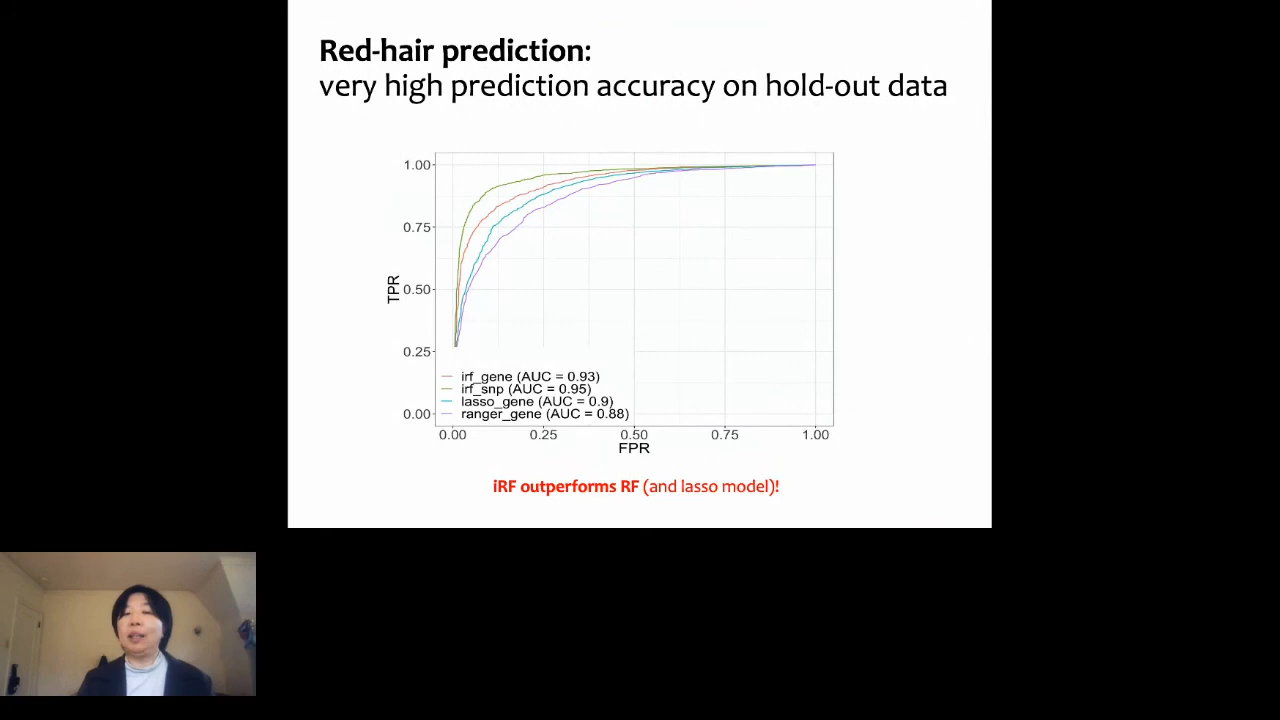 Red-hair prediction:
very high prediction accuracy on hold-out data
1.00
0.75
0.50
0.25
0.00
TPR
irf_gene (AUC = 0.93)
irf_snp (AUC = 0.95)
lasso_gene (AUC = 0.9)
ranger_gene (AUC = 0.88)
0.00 0.25 0.50 0.75 1.00
FPR
iRF outperforms RF (and lasso model)!